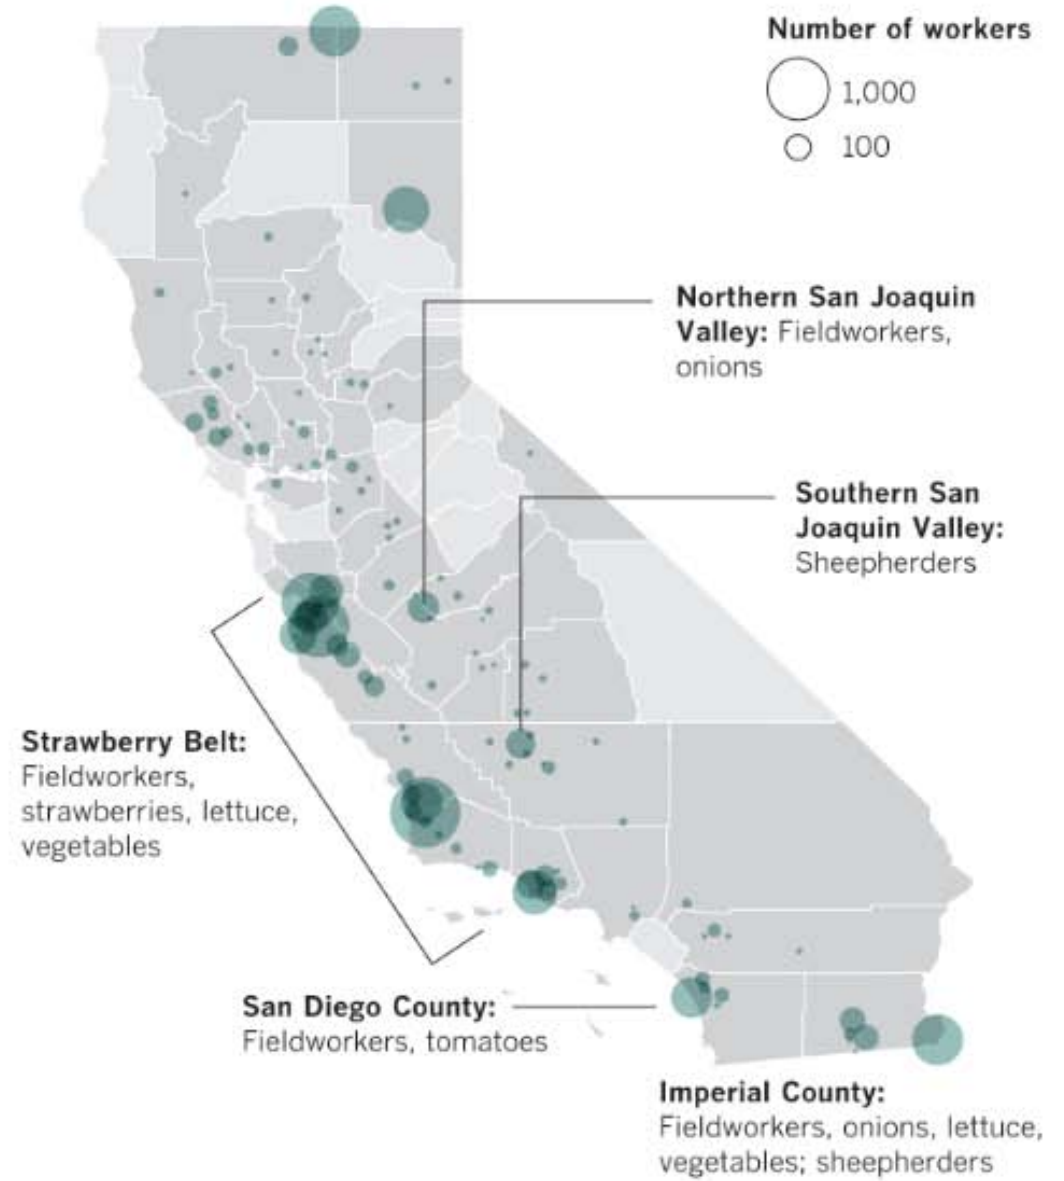 Number of workers
1,000
100
Northern San Joaquin
Valley: Fieldworkers,
onions
Southern San
Joaquin Valley:
Sheepherders
Strawberry Belt:
Fieldworkers,
strawberries, lettuce,
vegetables
San Diego County:
Fieldworkers, tomatoes
Imperial County:
Fieldworkers, onions, lettuce,
vegetables; sheepherders